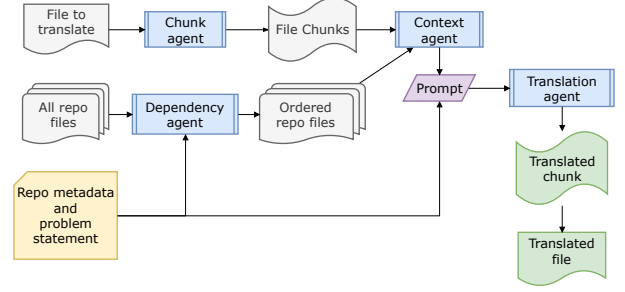 File to
translate
Chunk
agent
File Chunks
Context
agent
All repo
files
Dependency
agent
Ordered
repo files
Prompt
Translation
agent
Repo metadata
and
problem
statement
Translated
chunk
Translated
file